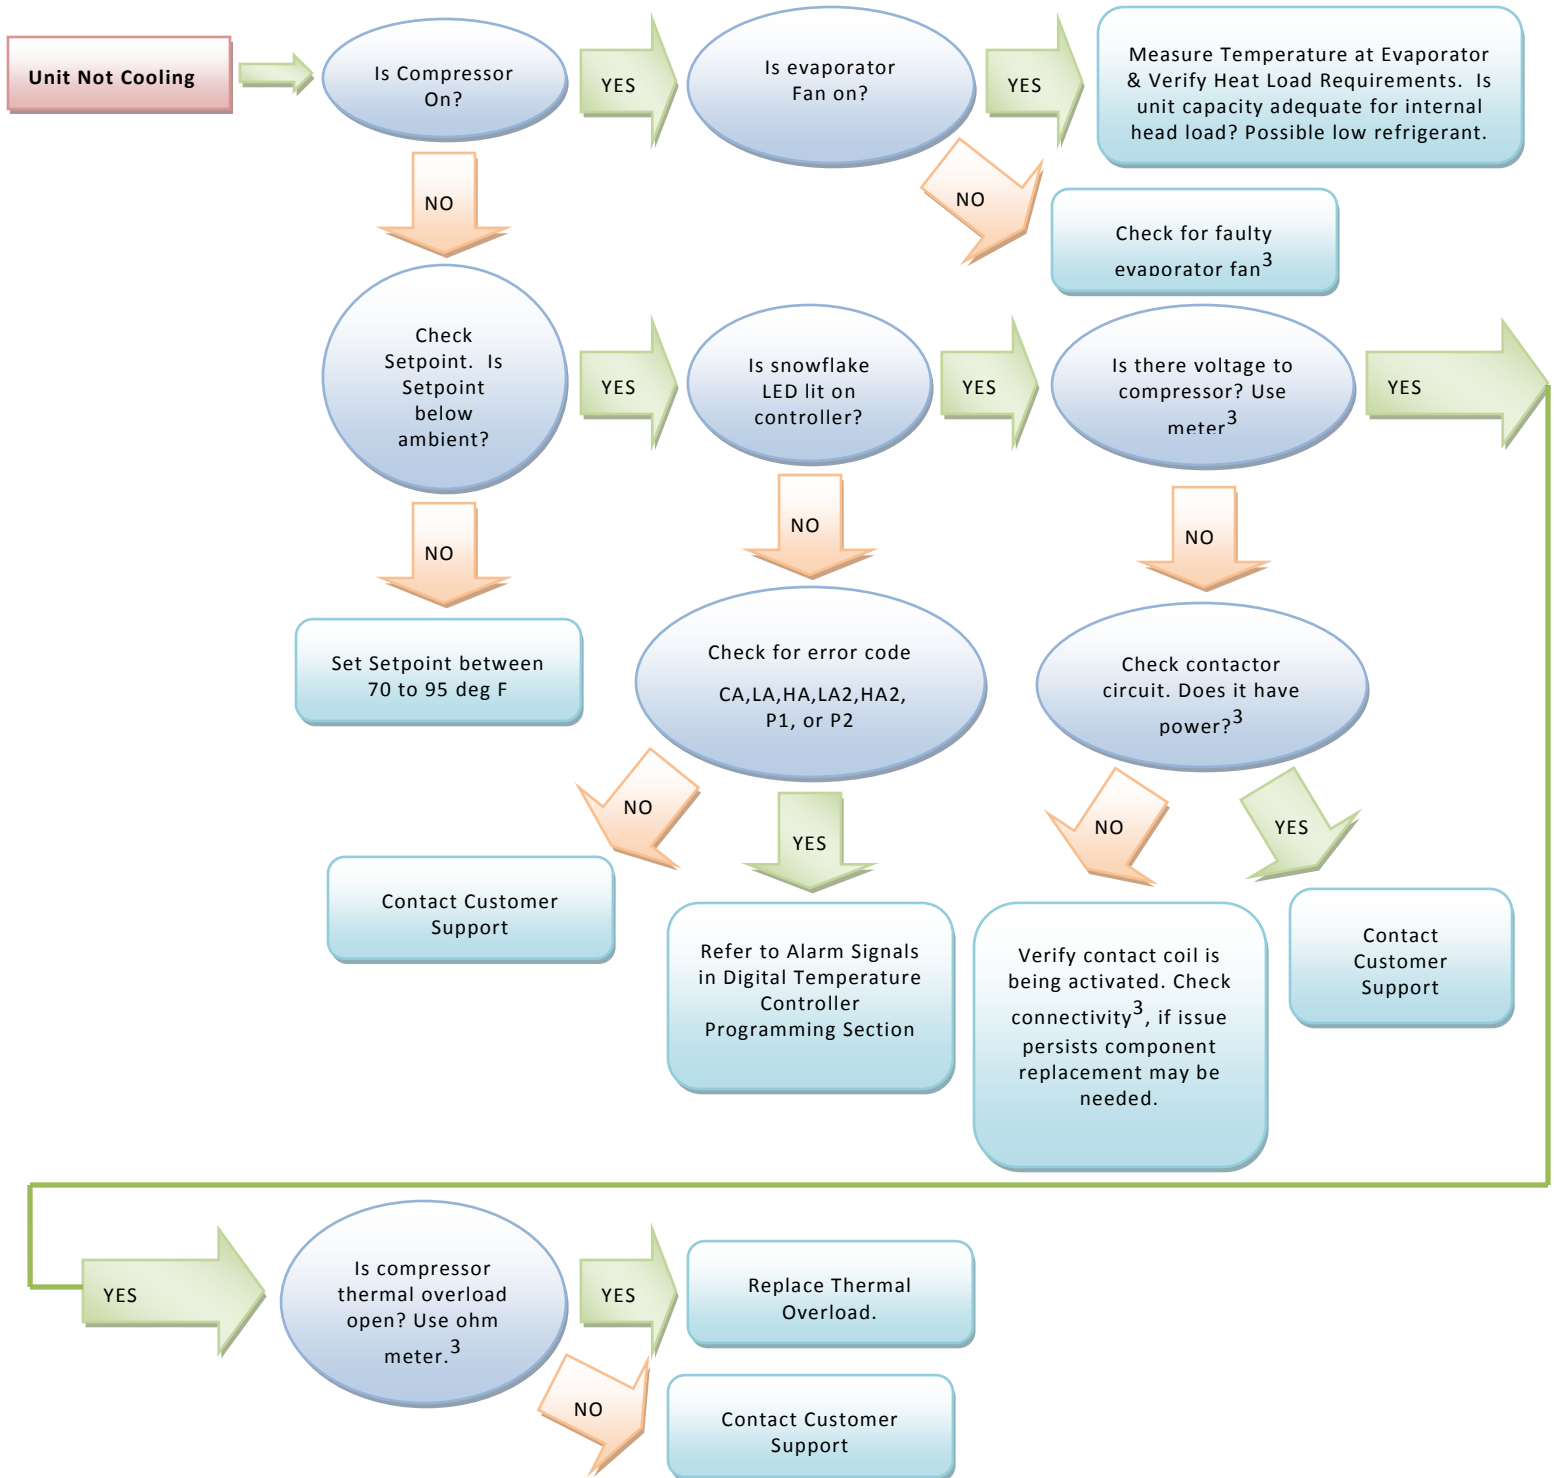 Unit Not Cooling
Is Compressor
On?
YES
Is evaporator
Fan on?
YES
Measure Temperature at Evaporator
& Verify Heat Load Requirements. Is
unit capacity adequate for internal
head load? Possible low refrigerant.
NO
NO
Check for faulty
evaporator fan3
Check
Setpoint. Is
Setpoint
below
ambient?
YES
Is snowflake
LED lit on
controller?
YES
Is there voltage to
compressor? Use
meter3
YES
NO
NO
NO
Set Setpoint between
70 to 95 deg F
Check for error code
CA,LA,HA,LA2,HA2,
P1, or P2
Check contactor
circuit. Does it have
power?3
NO
YES
NO
YES
Contact Customer
Support
Refer to Alarm Signals
in Digital Temperature
Controller
Programming Section
Verify contact coil is
being activated. Check
connectivity3, if issue
persists component
replacement may be
needed.
Contact
Customer
Support
YES
Is compressor
thermal overload
open? Use ohm
meter.3
YES
Replace Thermal
Overload.
NO
Contact Customer
Support